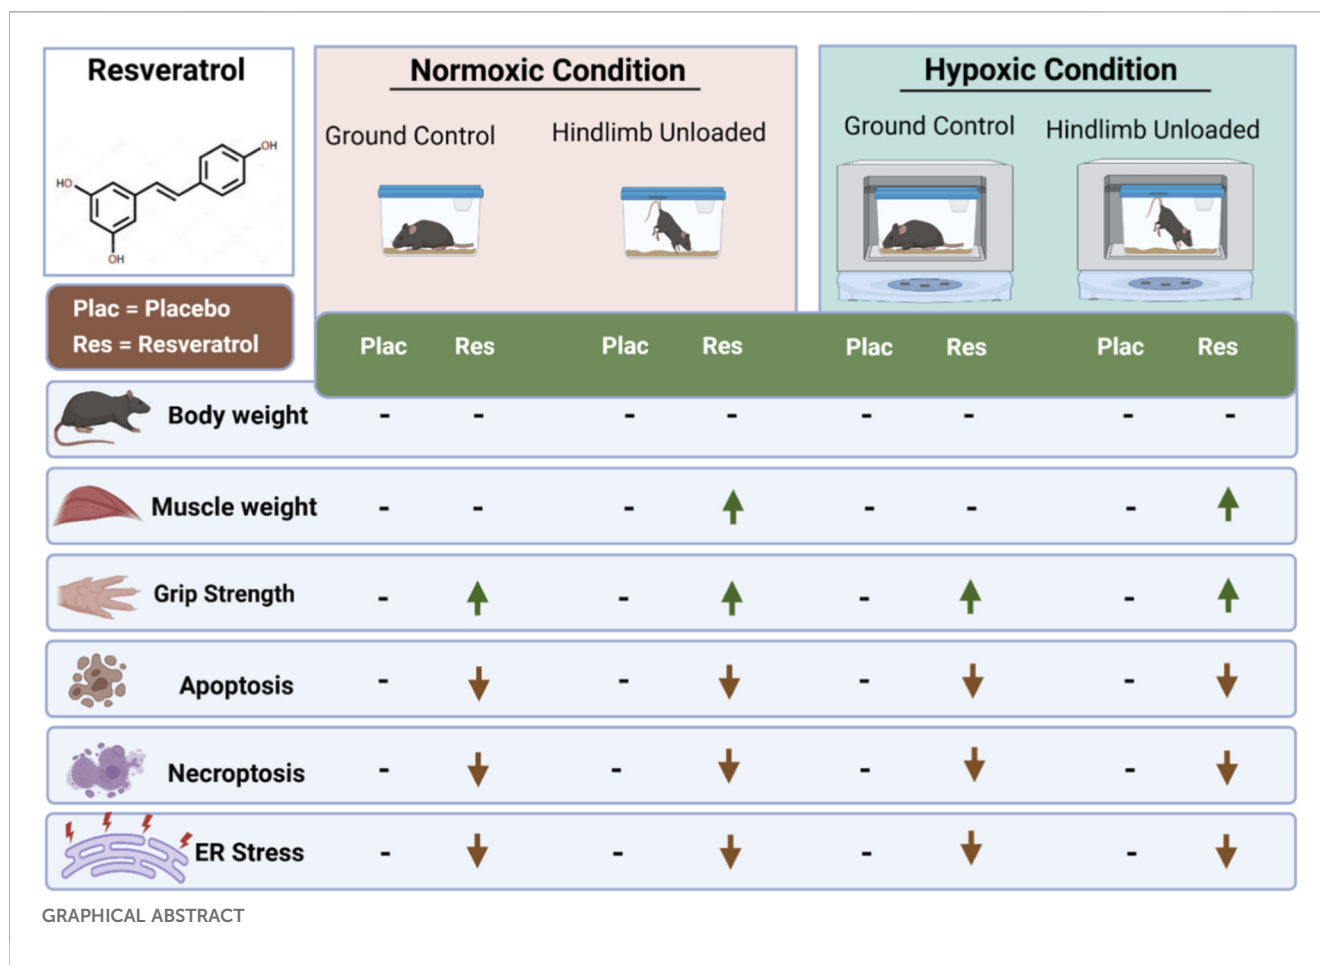 Resveratrol
OH
HO
OH
Plac = Placebo
Res = Resveratrol
Normoxic Condition
Ground Control
Hindlimb Unloaded
Hypoxic Condition
Ground Control
Hindlimb Unloaded
Plac Res Plac Res Plac Res Plac Res
Body weight - - - - - - - -
Muscle weight - - - - - -
Grip Strength - - - -
Apoptosis - - - -
Necroptosis - - - -
ER Stress - - - -
GRAPHICAL ABSTRACT